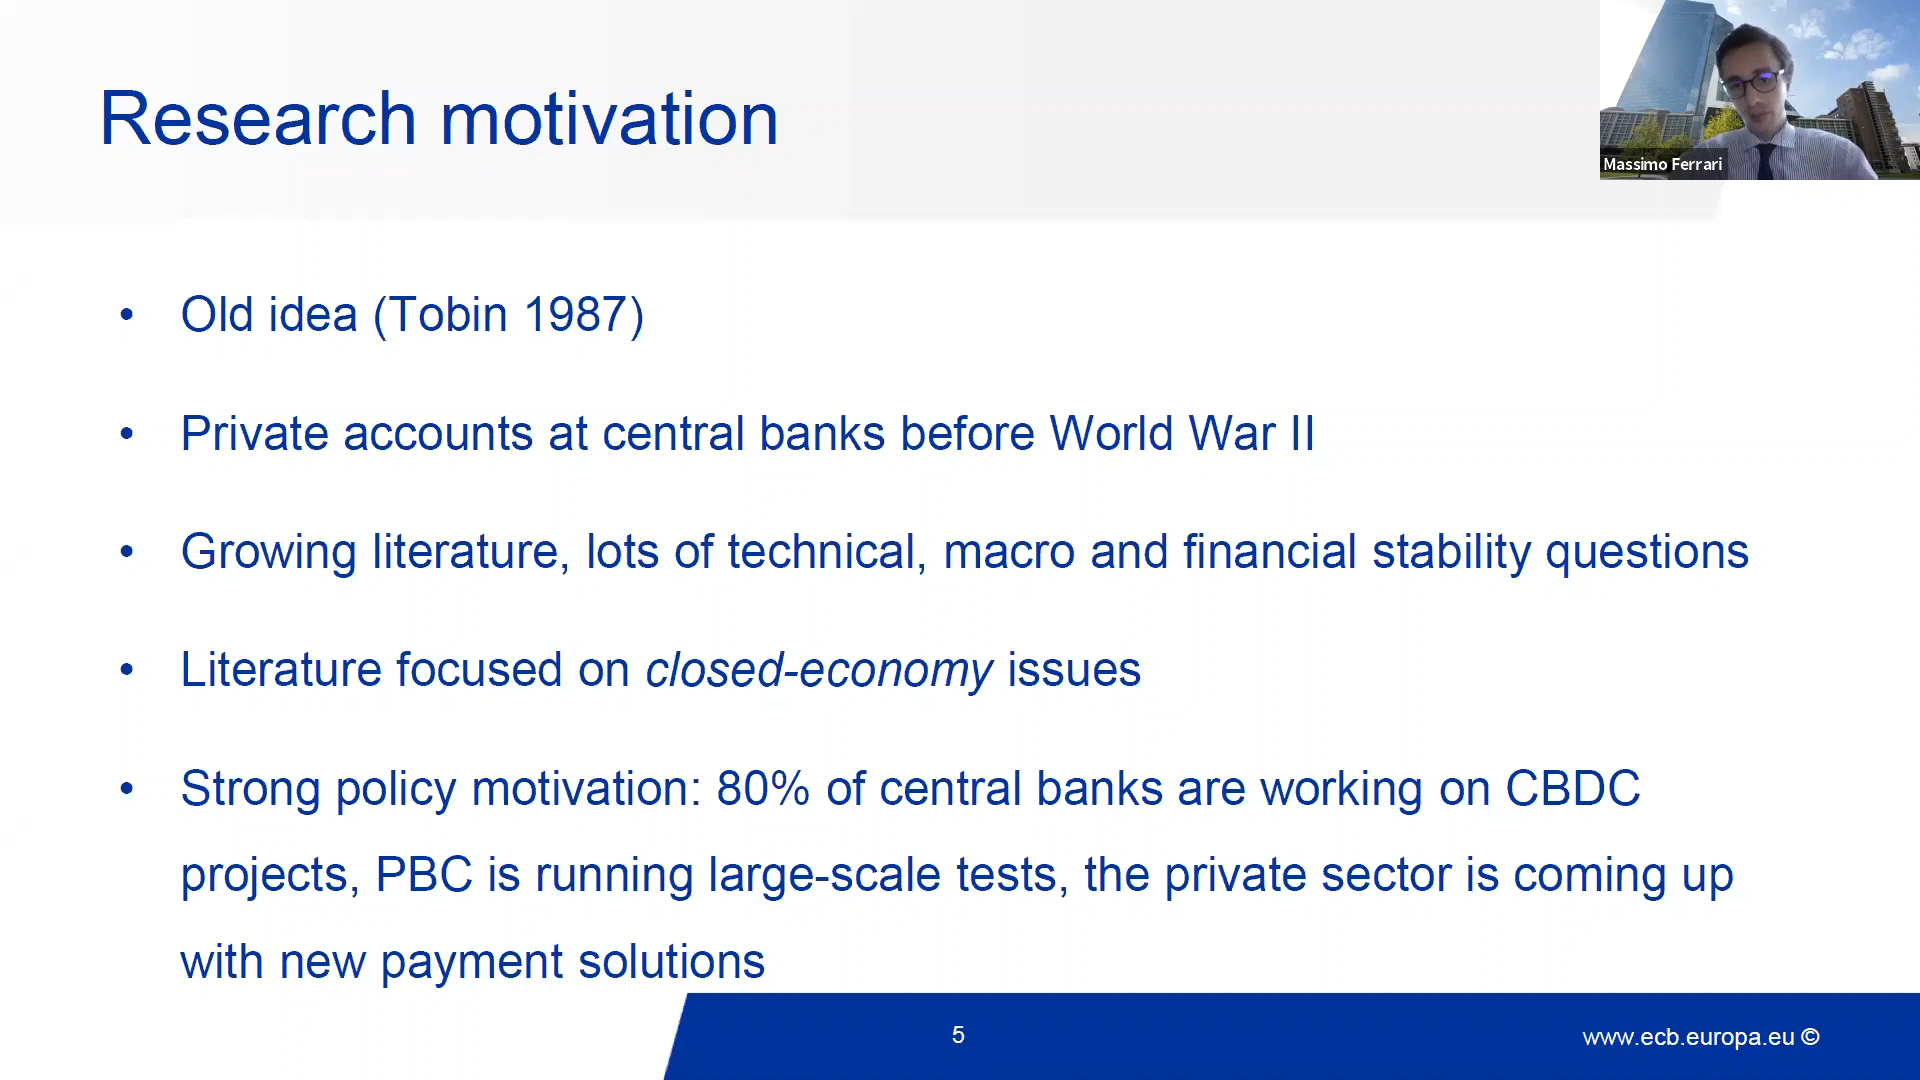 Research motivation
Massimo Ferrari
• Old idea (Tobin 1987)
• Private accounts at central banks before World War II
• Growing literature, lots of technical, macro and financial stability questions
• Literature focused on closed-economy issues
• Strong policy motivation: 80% of central banks are working on CBDC
projects, PBC is running large-scale tests, the private sector is coming up
with new payment solutions
5
www.ecb.europa.eu ©